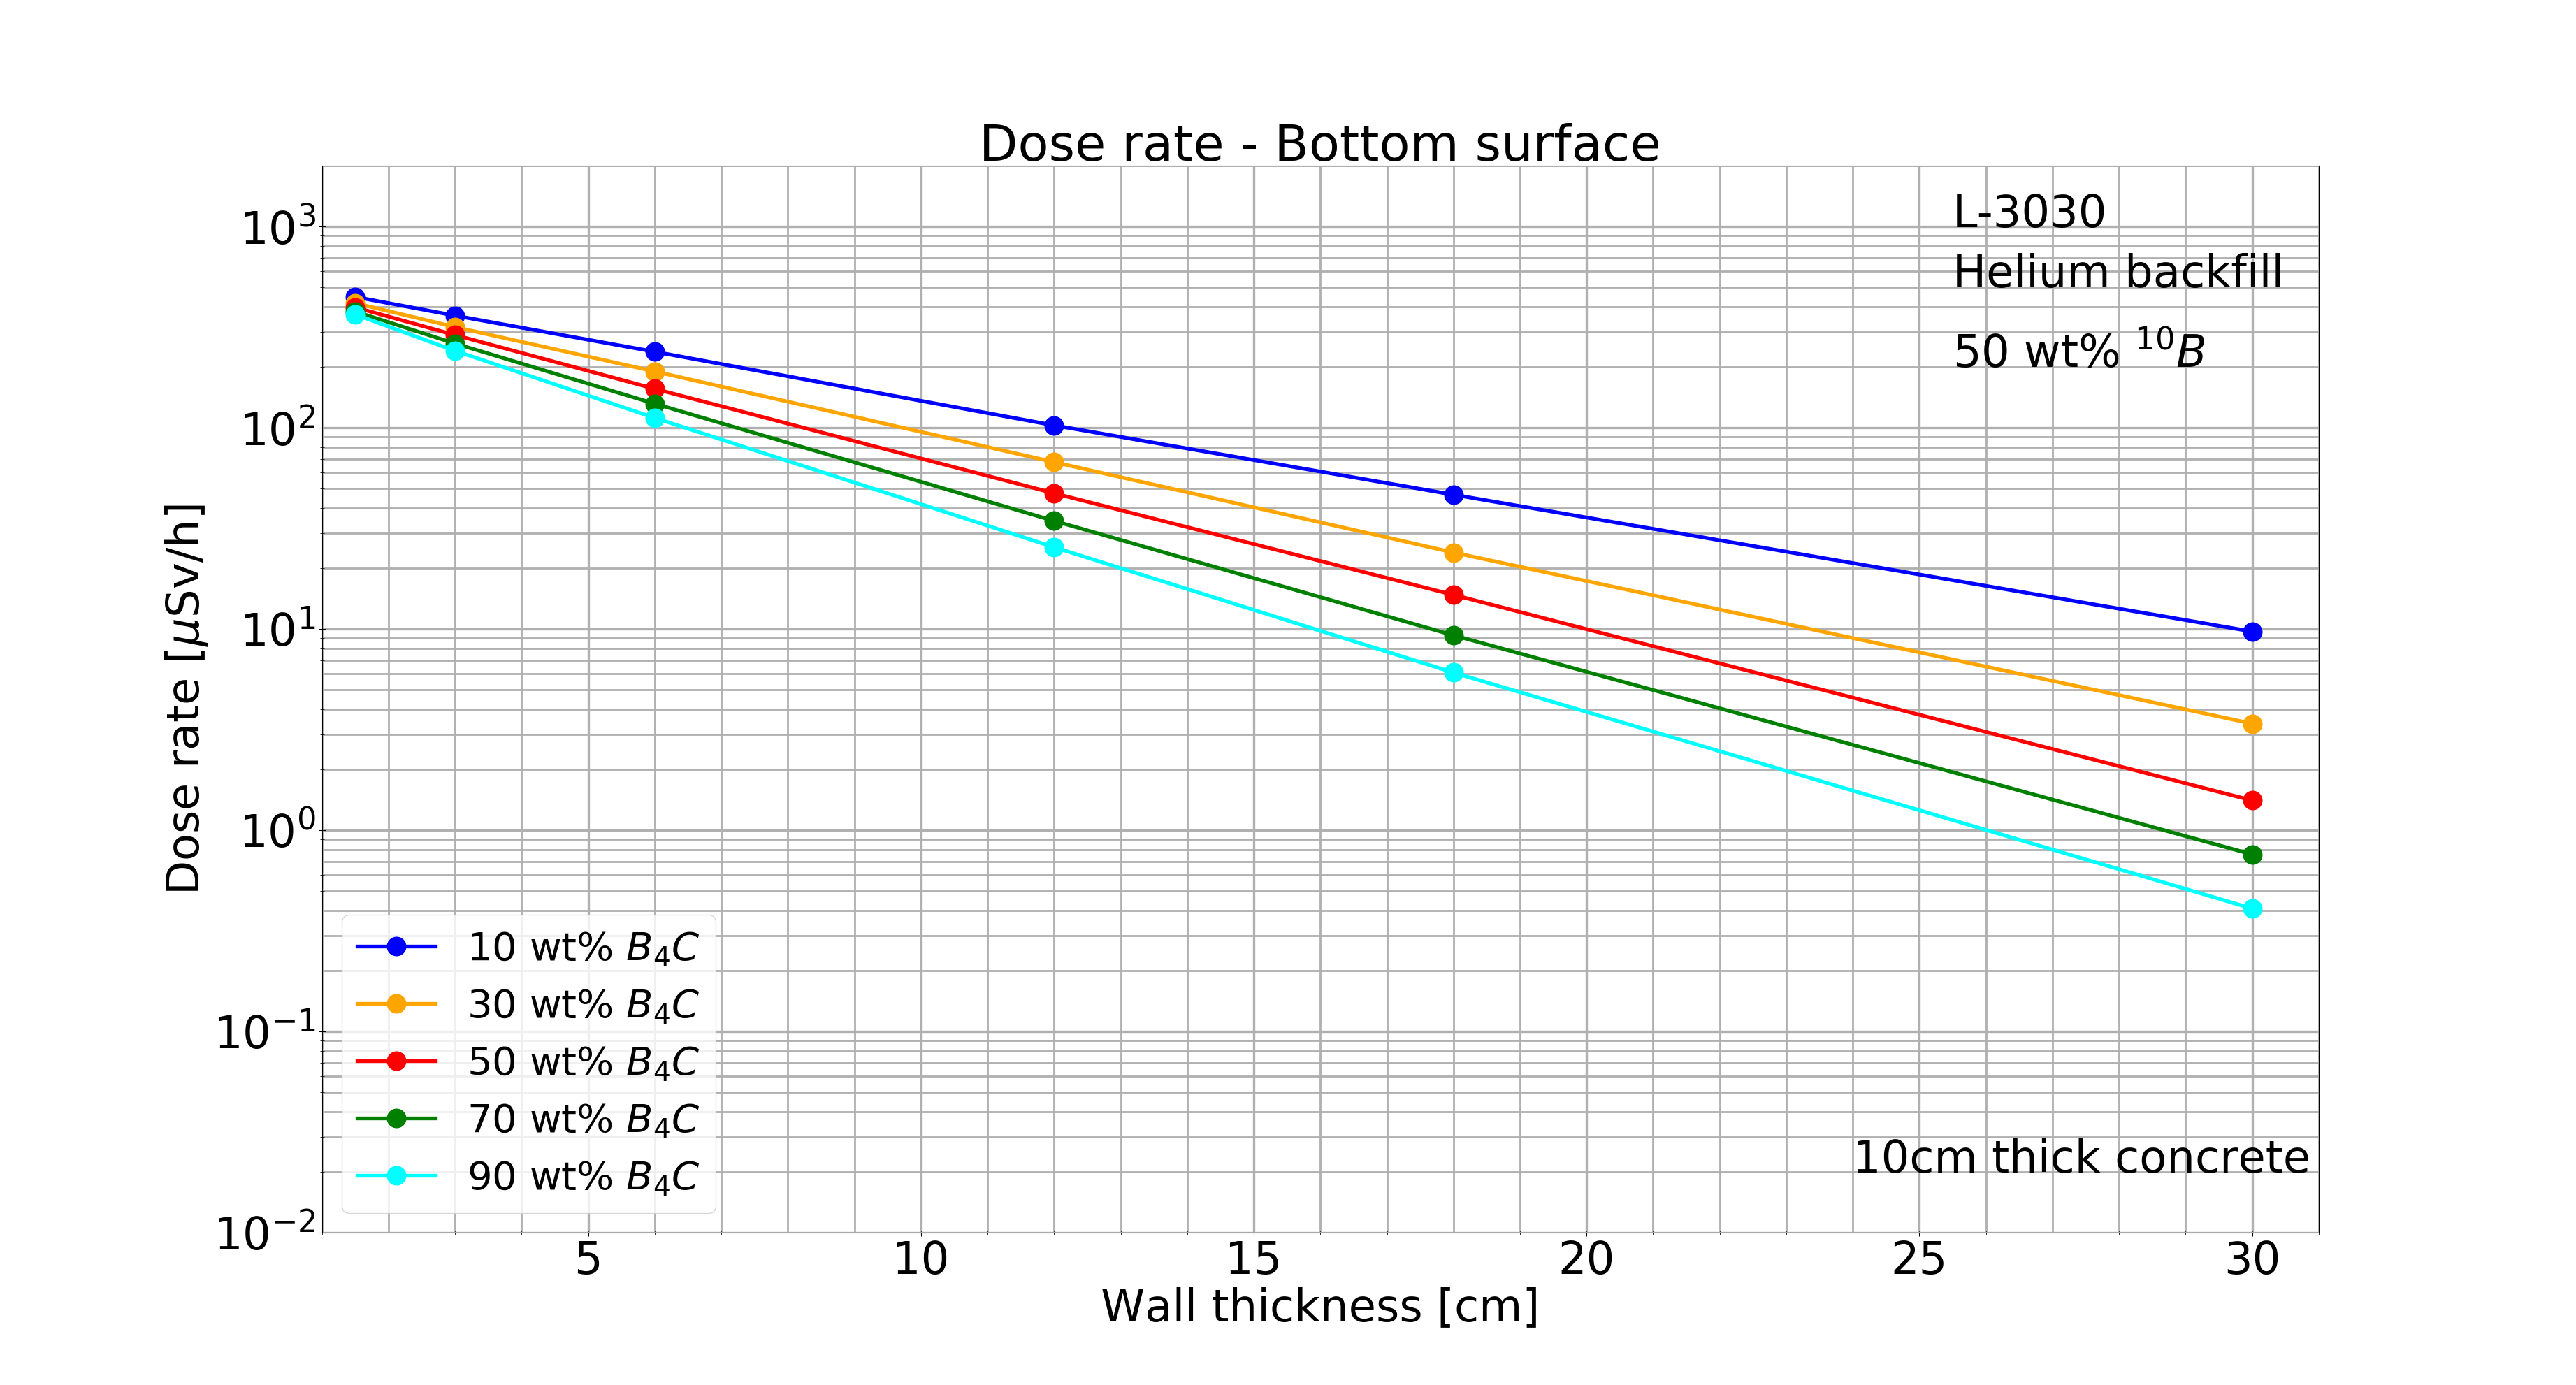 Dose rate - Bottom surface
L-3030
Helium backfill
50 wt% ¹⁰B
10³
10²
10¹
10⁰
10⁻¹
10⁻²
Dose rate [μSv/h]
10 wt% B₄C
30 wt% B₄C
50 wt% B₄C
70 wt% B₄C
90 wt% B₄C
10cm thick concrete
5 10 15 20 25 30
Wall thickness [cm]